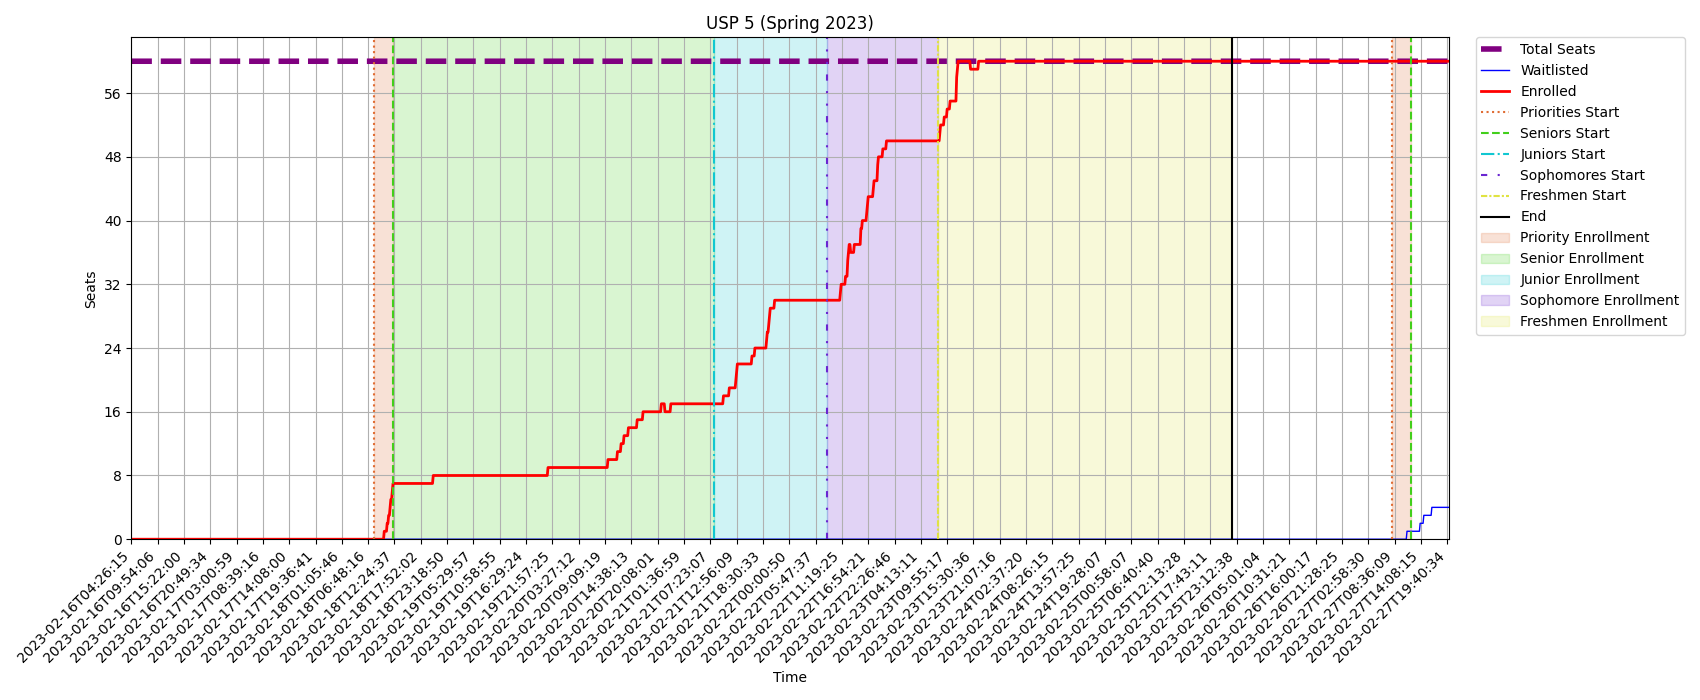 USP 5 (Spring 2023)
Total Seats
Waitlisted
Enrolled
Priorities Start
Seniors Start
Juniors Start
Sophomores Start
Freshmen Start
End
Priority Enrollment
Senior Enrollment
Junior Enrollment
Sophomore Enrollment
Freshmen Enrollment
Seats
56
48
40
32
24
16
8
0
2023-02-16T04:26:15
2023-02-16T09:54:06
2023-02-16T15:22:00
2023-02-16T20:49:34
2023-02-17T03:00:59
2023-02-17T08:39:16
2023-02-17T14:08:00
2023-02-17T19:36:41
2023-02-18T01:05:46
2023-02-18T06:48:16
2023-02-18T12:24:37
2023-02-18T17:52:02
2023-02-18T23:18:50
2023-02-19T05:29:57
2023-02-19T10:58:55
2023-02-19T16:29:24
2023-02-19T21:57:25
2023-02-20T03:27:12
2023-02-20T09:09:19
2023-02-20T14:38:13
2023-02-20T20:08:01
2023-02-21T01:36:59
2023-02-21T07:23:07
2023-02-21T12:56:09
2023-02-21T18:30:33
2023-02-22T00:00:50
2023-02-22T05:47:37
2023-02-22T11:19:25
2023-02-22T16:54:21
2023-02-22T22:26:46
2023-02-23T04:13:11
2023-02-23T09:55:17
2023-02-23T15:30:36
2023-02-23T21:07:16
2023-02-24T02:37:20
2023-02-24T08:26:15
2023-02-24T13:57:25
2023-02-24T19:28:07
2023-02-25T00:58:07
2023-02-25T06:40:40
2023-02-25T12:13:28
2023-02-25T17:43:11
2023-02-25T23:12:38
2023-02-26T05:01:04
2023-02-26T10:31:21
2023-02-26T16:00:17
2023-02-26T21:28:25
2023-02-27T02:58:30
2023-02-27T08:36:09
2023-02-27T14:08:15
2023-02-27T19:40:34
Time